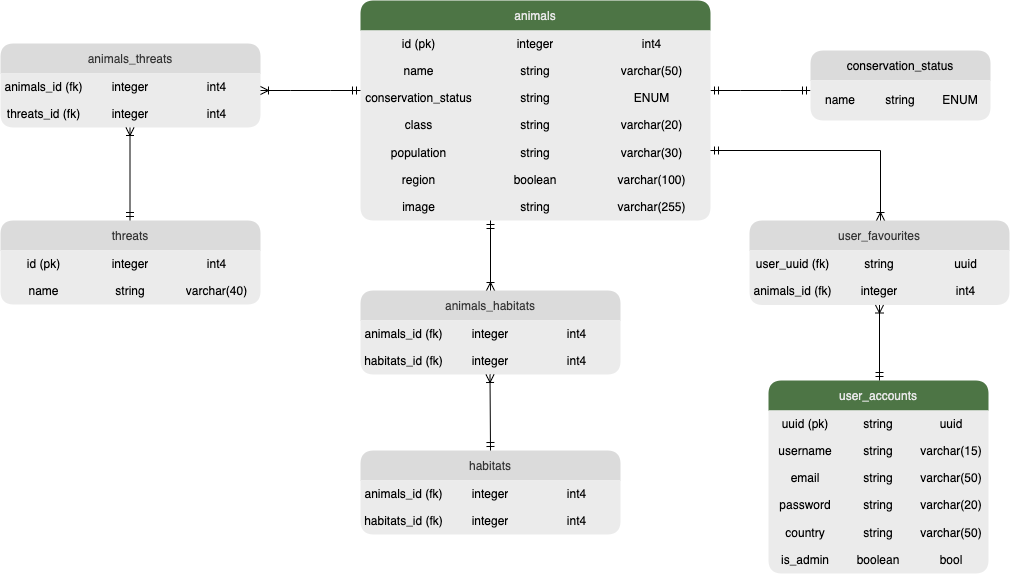 animals
id (pk) integer int4
name string varchar(50)
conservation_status string ENUM
class string varchar(20)
population string varchar(30)
region boolean varchar(100)
image string varchar(255)
animals_threats
animals_id (fk) integer int4
threats_id (fk) integer int4
conservation_status
name string ENUM
threats
id (pk) integer int4
name string varchar(40)
user_favourites
user_uuid (fk) string uuid
animals_id (fk) integer int4
animals_habitats
animals_id (fk) integer int4
habitats_id (fk) integer int4
user_accounts
uuid (pk) string uuid
username string varchar(15)
email string varchar(50)
password string varchar(20)
country string varchar(50)
is_admin boolean bool
habitats
animals_id (fk) integer int4
habitats_id (fk) integer int4